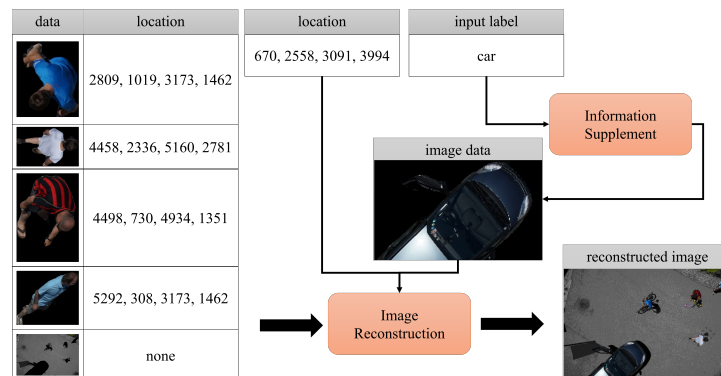 data
location
2809, 1019, 3173, 1462
4458, 2336, 5160, 2781
4498, 730, 4934, 1351
5292, 308, 3173, 1462
none
location
670, 2558, 3091, 3994
input label
car
Information
Supplement
image data
Image
Reconstruction
reconstructed image